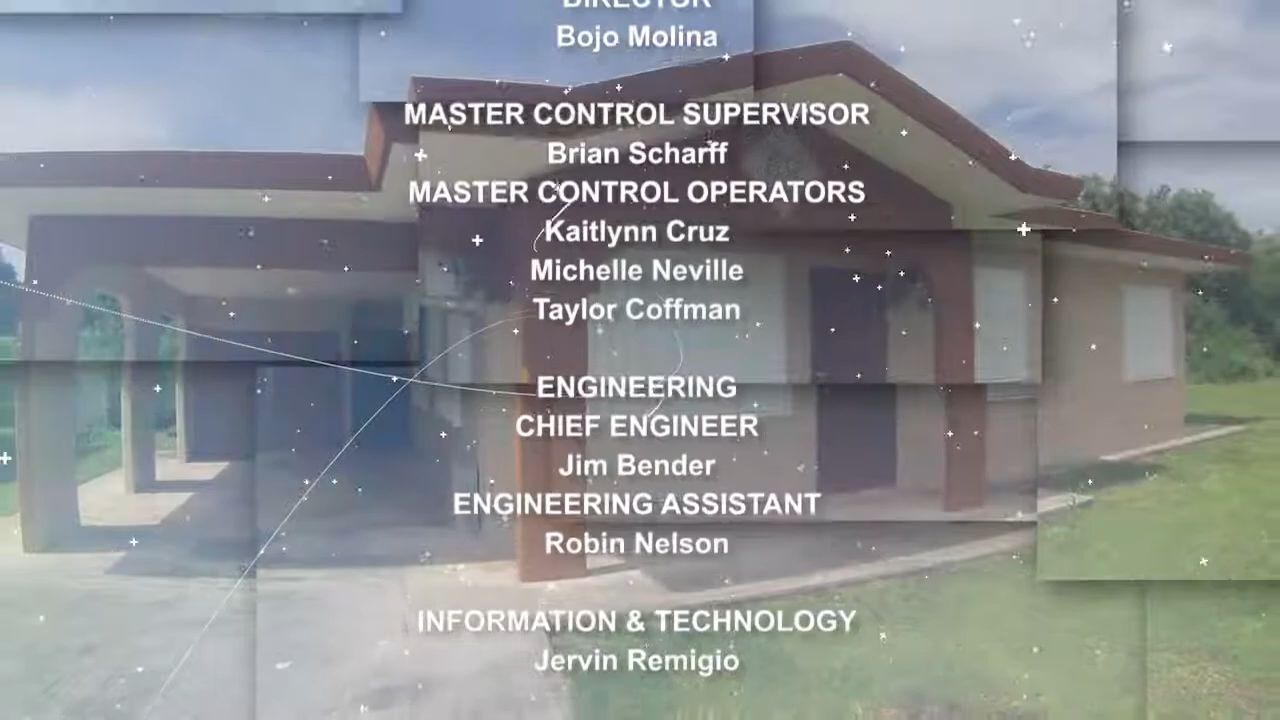 DIRECTOR
Bojo Molina
MASTER CONTROL SUPERVISOR
Brian Scharff
MASTER CONTROL OPERATORS
Kaitlynn Cruz
Michelle Neville
Taylor Coffman
ENGINEERING
CHIEF ENGINEER
Jim Bender
ENGINEERING ASSISTANT
Robin Nelson
INFORMATION & TECHNOLOGY
Jervin Remigio